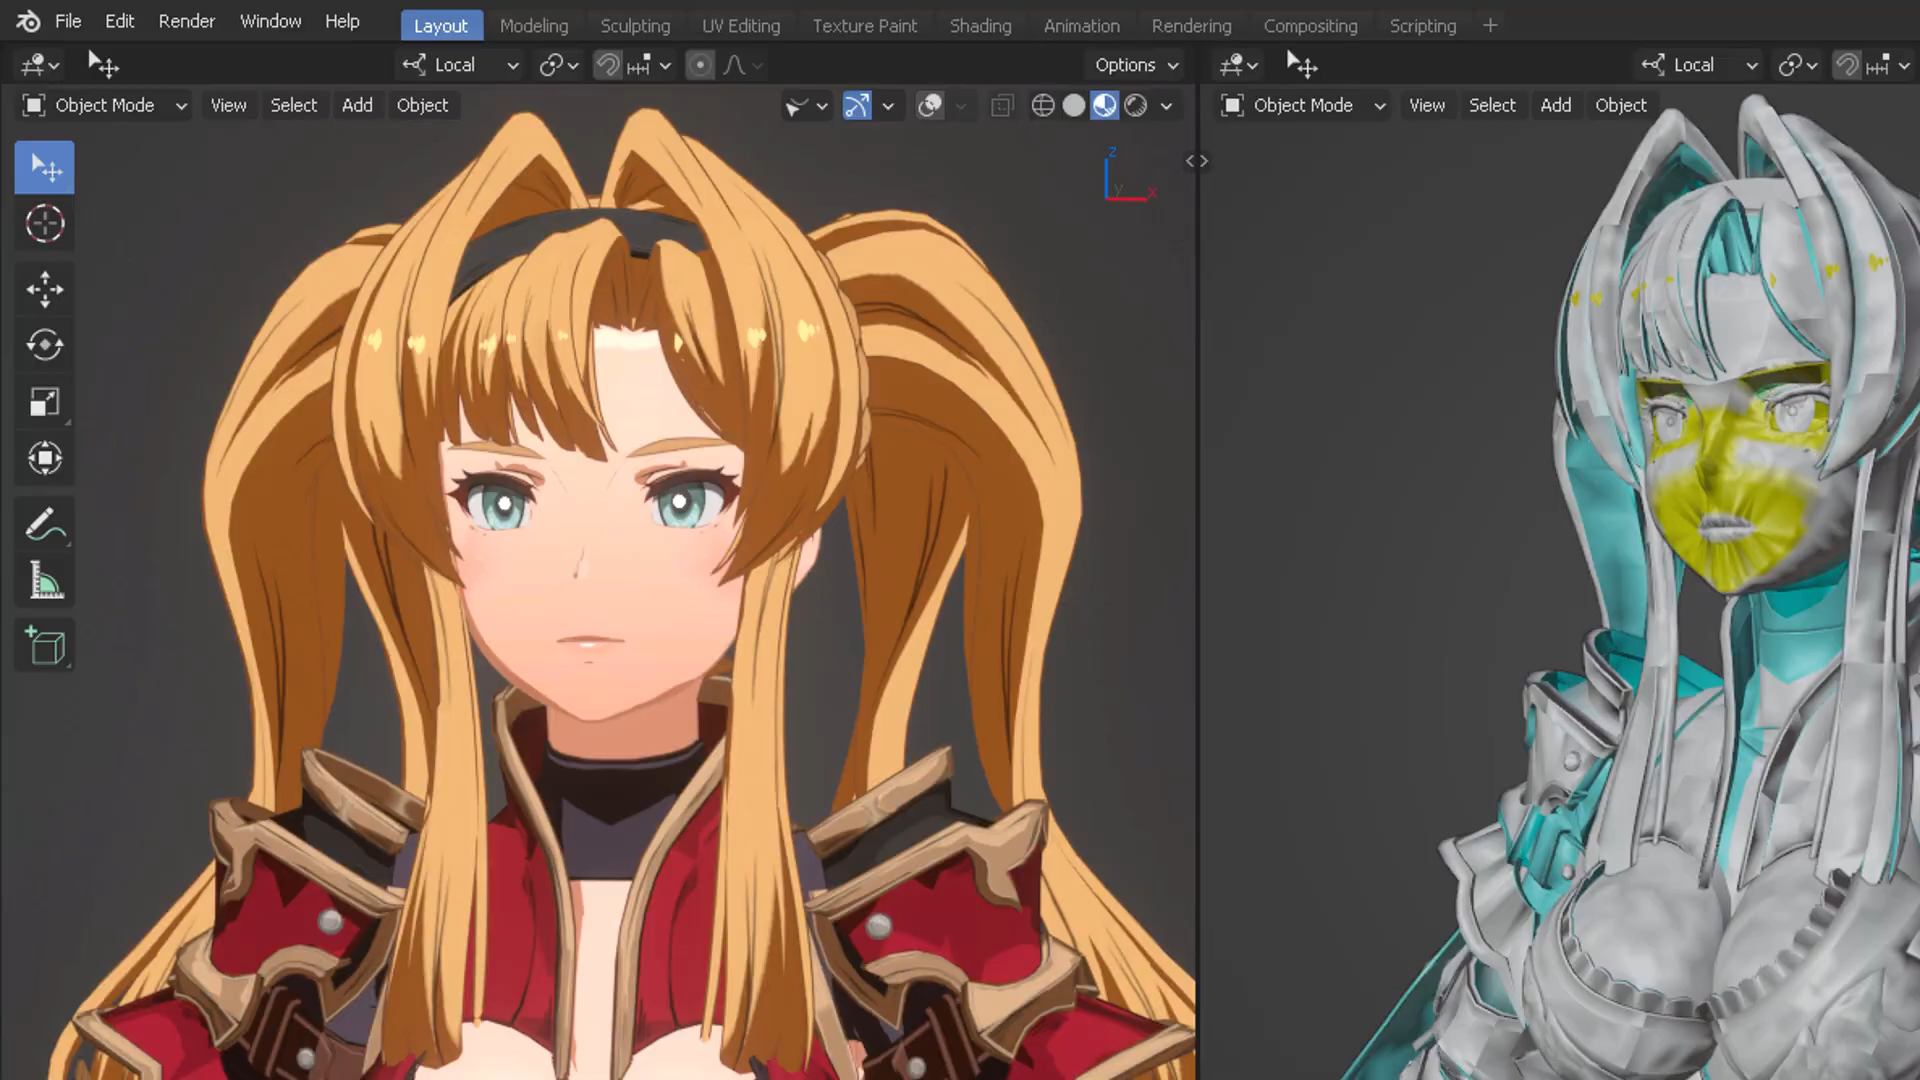 File Edit Render Window Help Layout Modeling Sculpting UV Editing Texture Paint Shading Animation Rendering Compositing Scripting +
Local Options Local
Object Mode View Select Add Object Object Mode View Select Add Object
z
y x